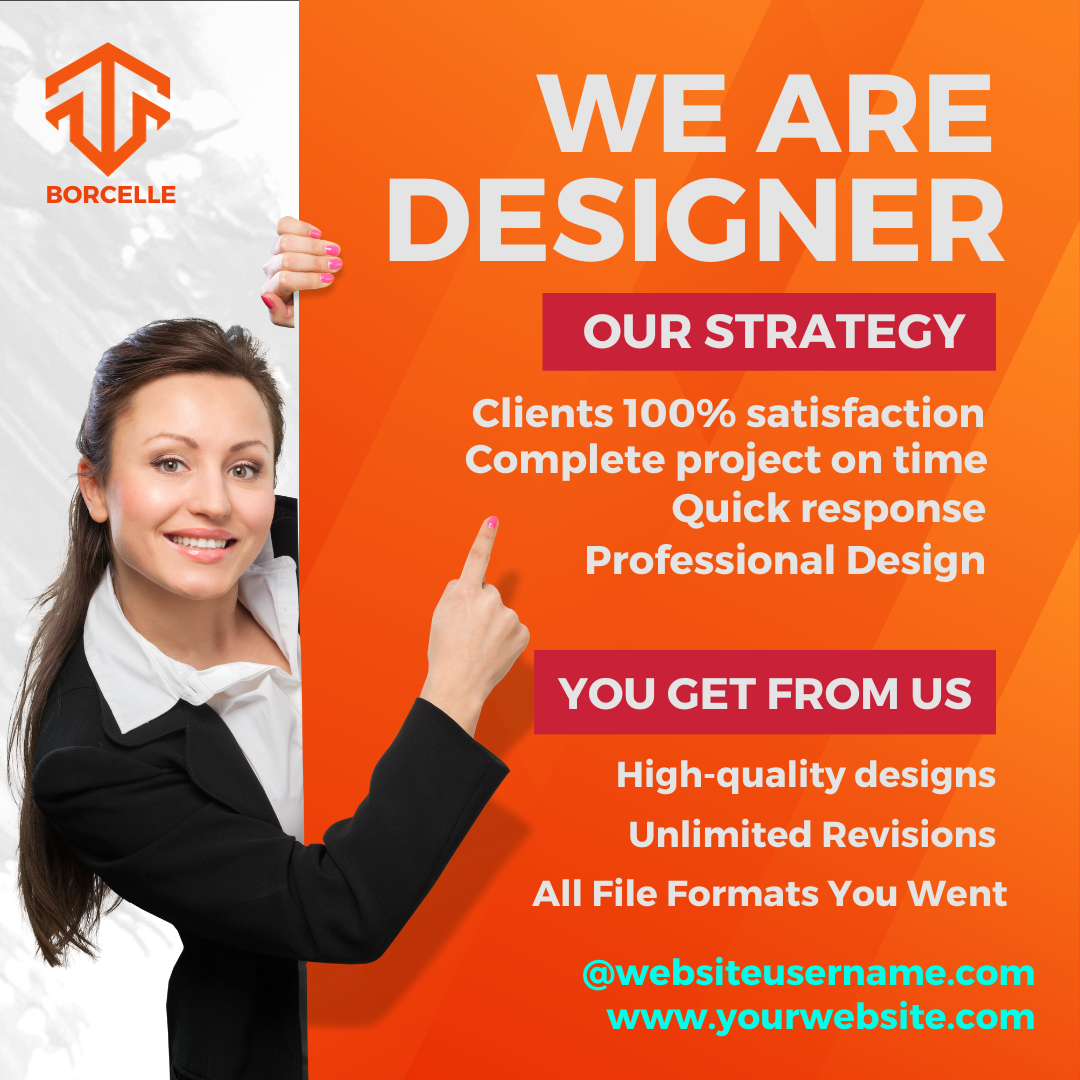 BORCELLE
WE ARE
DESIGNER
OUR STRATEGY
Clients 100% satisfaction
Complete project on time
Quick response
Professional Design
YOU GET FROM US
High-quality designs
Unlimited Revisions
All File Formats You Went
@websiteusername.com
www.yourwebsite.com